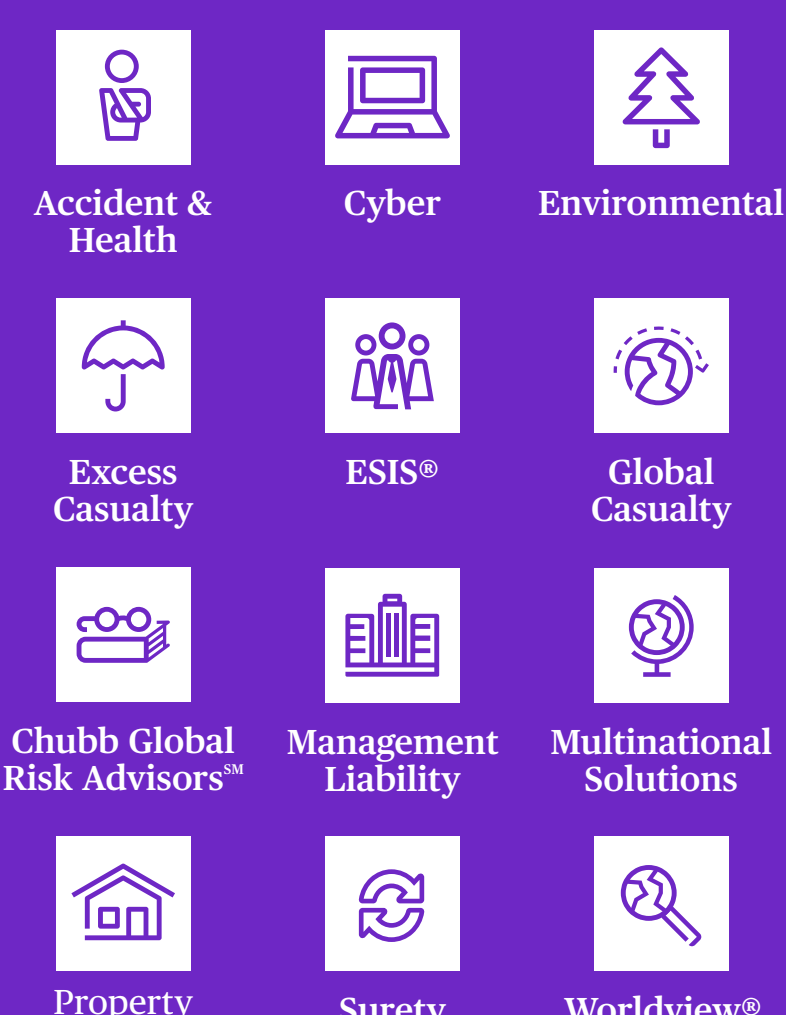 Accident &
Health
Cyber
Environmental
Excess
Casualty
ESIS®
Global
Casualty
Chubb Global
Risk Advisors℠
Management
Liability
Multinational
Solutions
Property
Surety
Worldview®